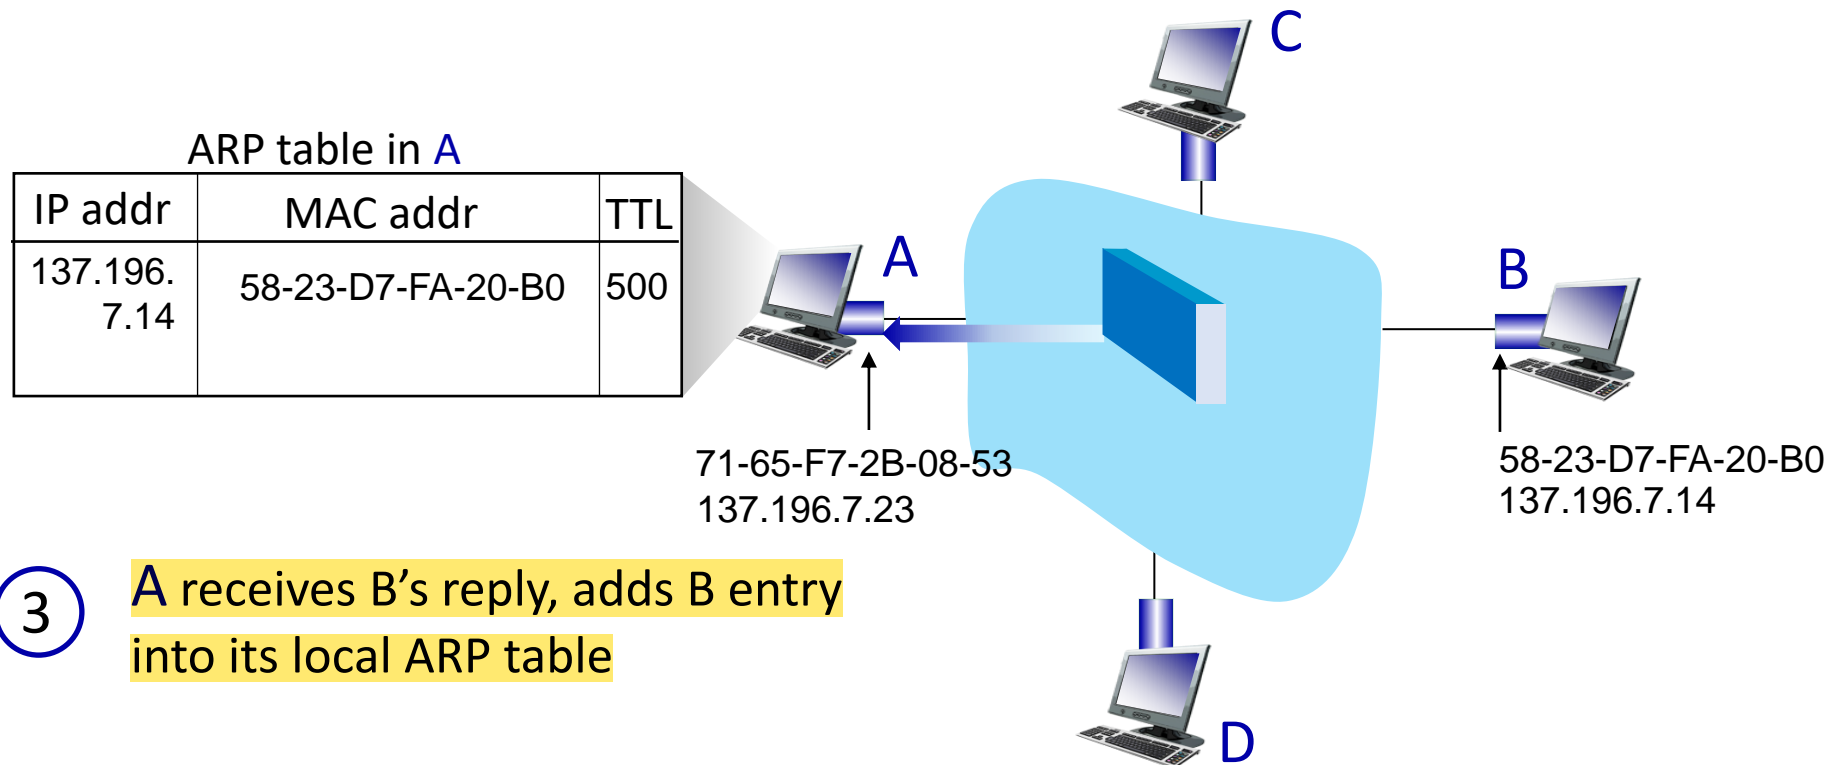 C
ARP table in A
IP addr MAC addr TTL
137.196. 58-23-D7-FA-20-B0 500
7.14
A
B
71-65-F7-2B-08-53
137.196.7.23
58-23-D7-FA-20-B0
137.196.7.14
3
A receives B’s reply, adds B entry
into its local ARP table
D